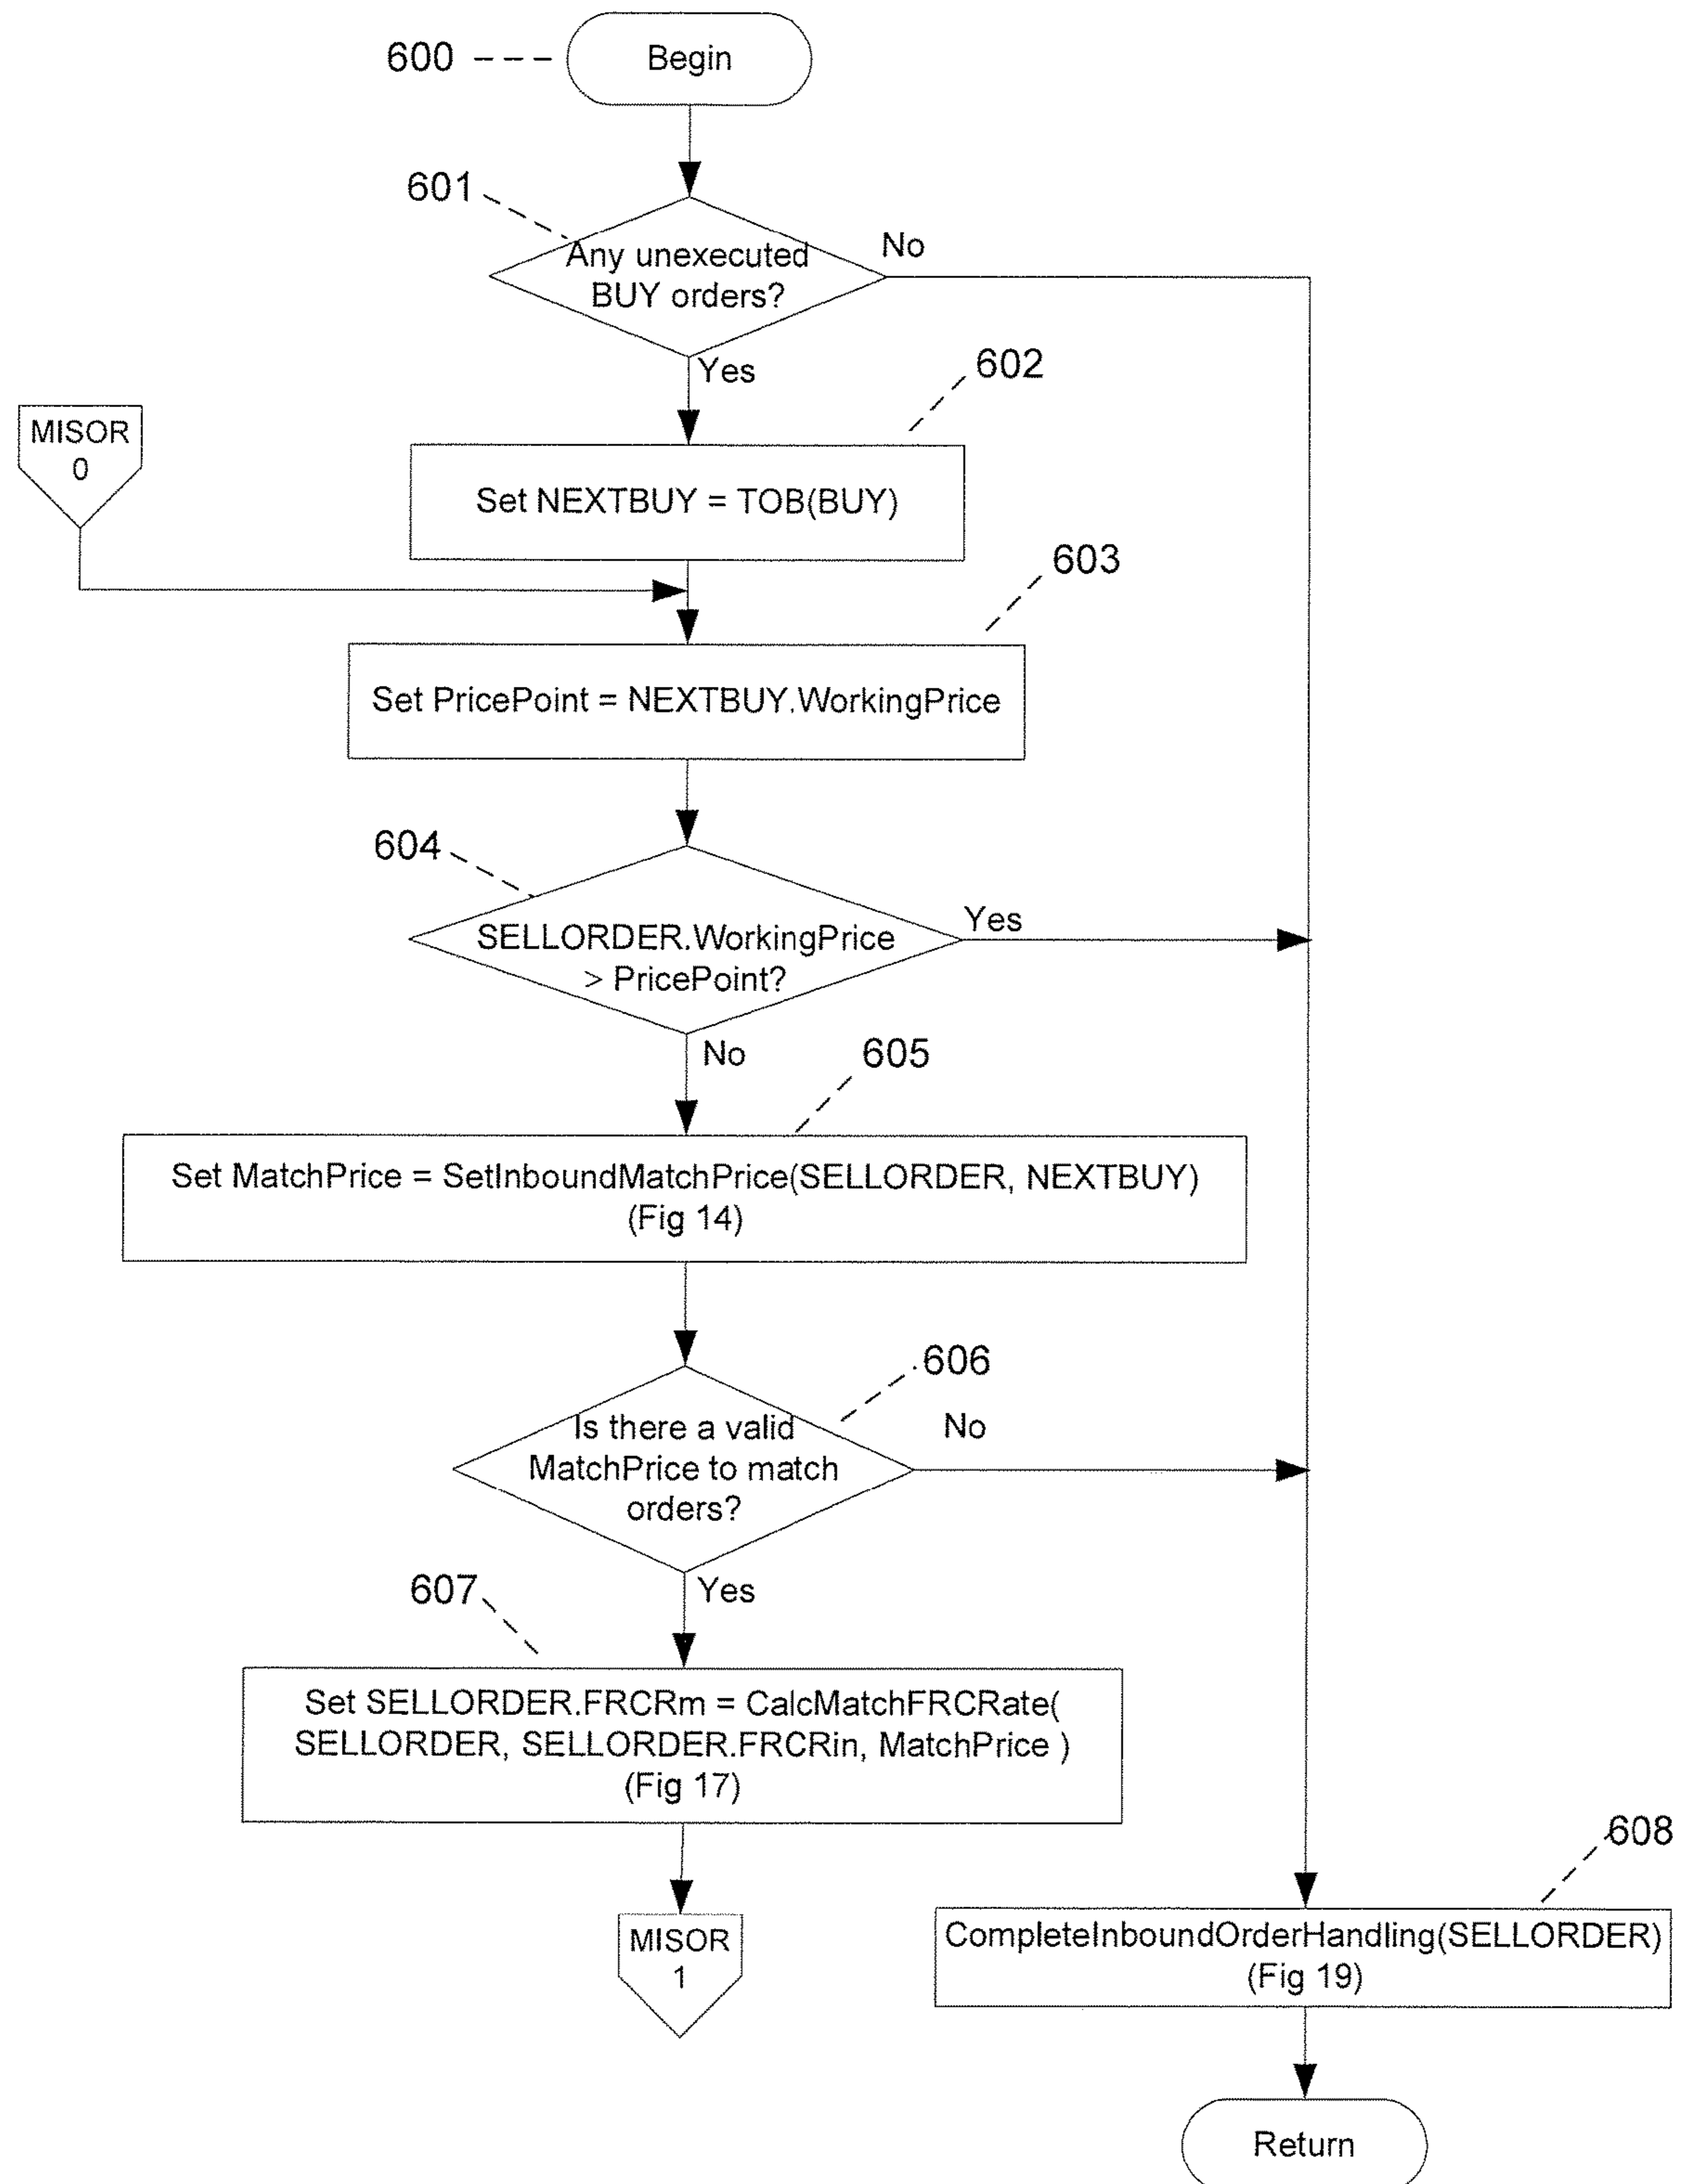 600
Begin
601
Any unexecuted
BUY orders?
No
Yes
602
MISOR
0
Set NEXTBUY = TOB(BUY)
603
Set PricePoint = NEXTBUY.WorkingPrice
604
SELLORDER.WorkingPrice
> PricePoint?
Yes
No
605
Set MatchPrice = SetInboundMatchPrice(SELLORDER, NEXTBUY)
(Fig 14)
606
Is there a valid
MatchPrice to match
orders?
No
Yes
607
Set SELLORDER.FRCRm = CalcMatchFRCRate(
SELLORDER, SELLORDER.FRCRin, MatchPrice )
(Fig 17)
608
MISOR
1
CompleteInboundOrderHandling(SELLORDER)
(Fig 19)
Return